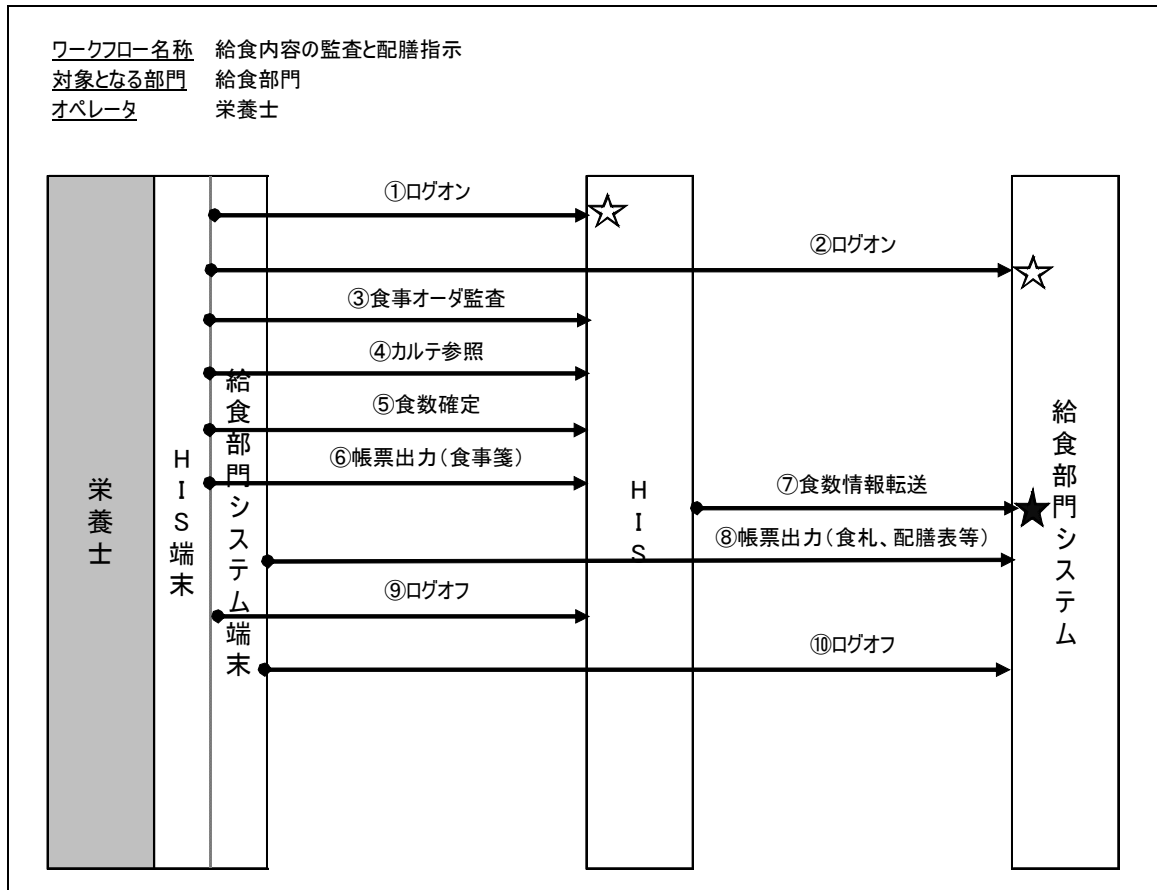 ワークフロー名称 給食内容の監査と配膳指示
対象となる部門 給食部門
オペレータ 栄養士
①ログオン
②ログオン
③食事オーダ監査
④カルテ参照
⑤食数確定
⑥帳票出力(食事箋)
⑦食数情報転送
⑧帳票出力(食札、配膳表等)
⑨ログオフ
⑩ログオフ
栄養士
HIS端末
給食部門システム端末
HIS
給食部門システム